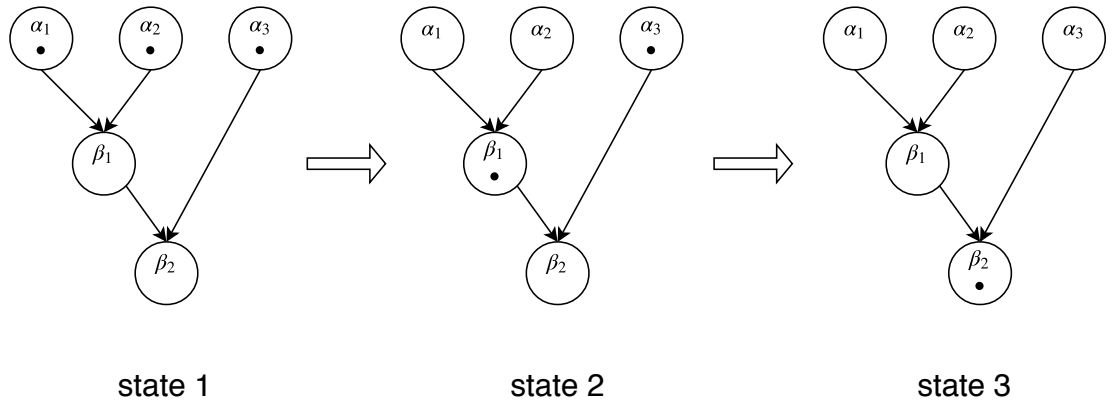 α₁ α₂ α₃
β₁
β₂
state 1
α₁ α₂ α₃
β₁
β₂
state 2
α₁ α₂ α₃
β₁
β₂
state 3